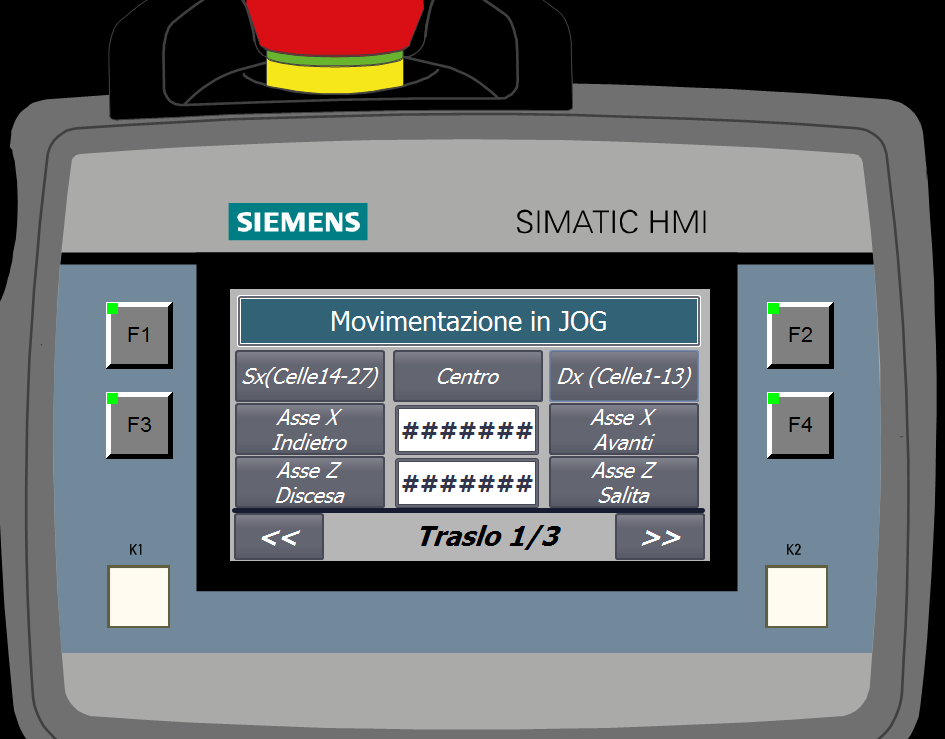 SIEMENS
SIMATIC HMI
Movimentazione in JOG
F1
F2
Sx(Celle14-27)
Centro
Dx (Celle1-13)
F3
F4
Asse X
Indietro
#######
Asse X
Avanti
Asse Z
Discesa
#######
Asse Z
Salita
<<
Traslo 1/3
>>
K1
K2